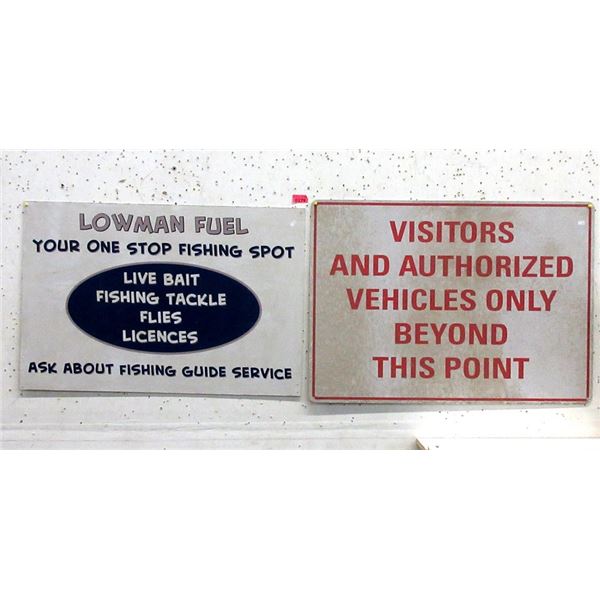 LOWMAN FUEL
YOUR ONE STOP FISHING SPOT
LIVE BAIT
FISHING TACKLE
FLIES
LICENCES
ASK ABOUT FISHING GUIDE SERVICE
VISITORS
AND AUTHORIZED
VEHICLES ONLY
BEYOND
THIS POINT